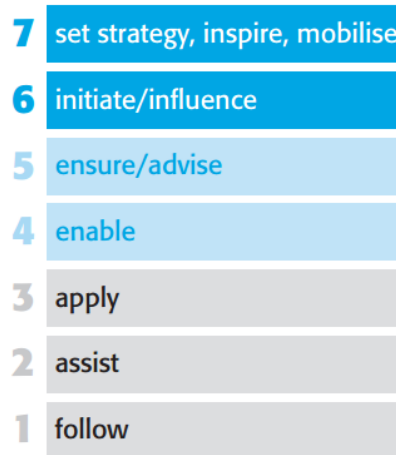 7 set strategy, inspire, mobilise
6 initiate/influence
5 ensure/advise
4 enable
3 apply
2 assist
1 follow